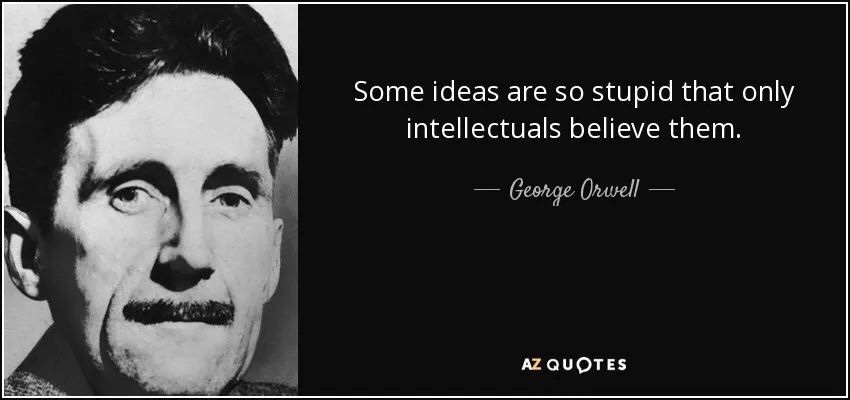 Some ideas are so stupid that only
intellectuals believe them.
George Orwell
AZ QUOTES